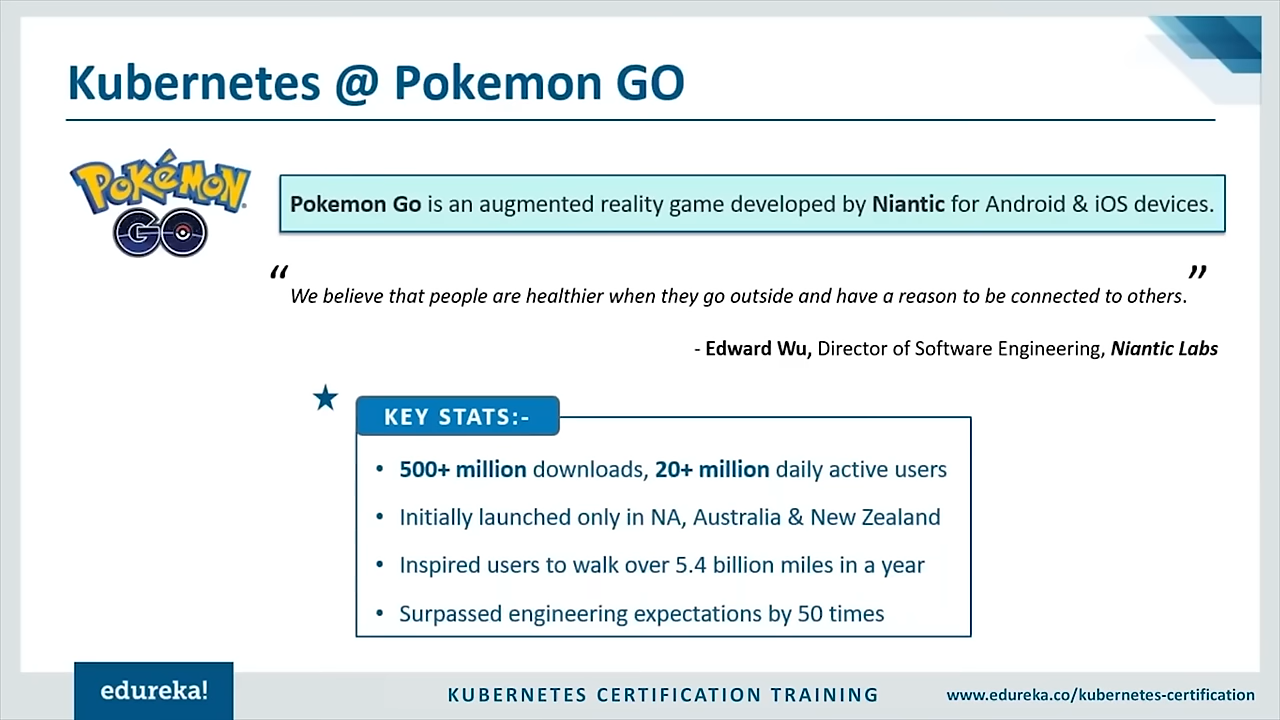 Kubernetes @ Pokemon GO
POKéMON
GO
Pokemon Go is an augmented reality game developed by Niantic for Android & iOS devices.
“We believe that people are healthier when they go outside and have a reason to be connected to others.”
- Edward Wu, Director of Software Engineering, Niantic Labs
KEY STATS:-
• 500+ million downloads, 20+ million daily active users
• Initially launched only in NA, Australia & New Zealand
• Inspired users to walk over 5.4 billion miles in a year
• Surpassed engineering expectations by 50 times
edureka!
KUBERNETES CERTIFICATION TRAINING
www.edureka.co/kubernetes-certification